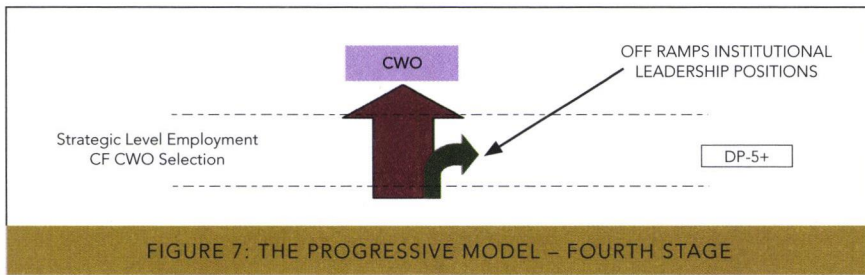 CWO
OFF RAMPS INSTITUTIONAL
LEADERSHIP POSITIONS
Strategic Level Employment
CF CWO Selection
DP-5+
FIGURE 7: THE PROGRESSIVE MODEL – FOURTH STAGE